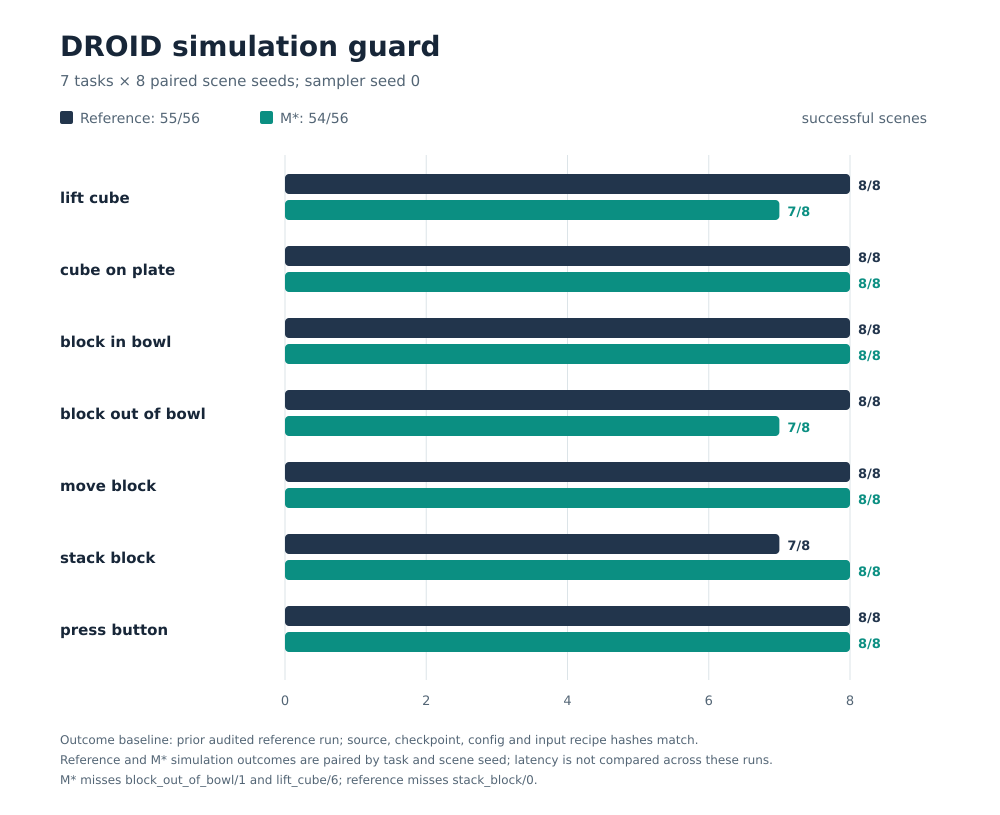 DROID simulation guard
7 tasks × 8 paired scene seeds; sampler seed 0
Reference: 55/56 M*: 54/56 successful scenes
8/8
lift cube
7/8
8/8
cube on plate
8/8
8/8
block in bowl
8/8
8/8
block out of bowl
7/8
8/8
move block
8/8
7/8
stack block
8/8
8/8
press button
8/8
0 2 4 6 8
Outcome baseline: prior audited reference run; source, checkpoint, config and input recipe hashes match.
Reference and M* simulation outcomes are paired by task and scene seed; latency is not compared across these runs.
M* misses block_out_of_bowl/1 and lift_cube/6; reference misses stack_block/0.